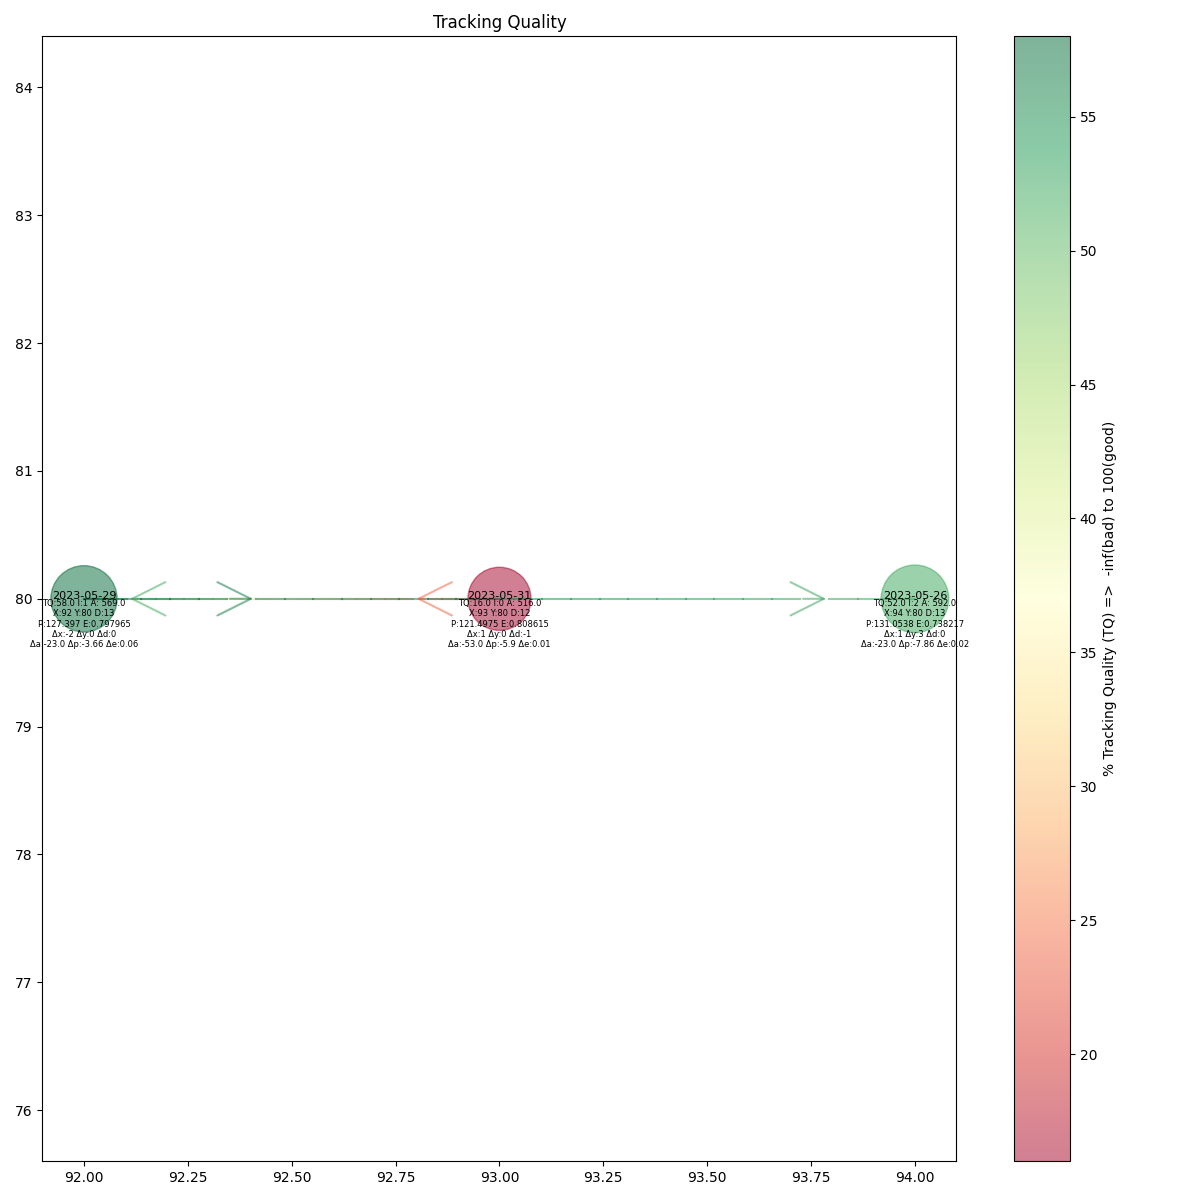 Tracking Quality
84
83
82
81
80
79
78
77
76
2023-05-29
TQ:58.0 I:1 A: 569.0
X:92 Y:80 D:13
P:127.397 E:0.797965
Δx:-2 Δy:0 Δd:0
Δa:-23.0 Δp:-3.66 Δe:0.06
2023-05-31
TQ:16.0 I:0 A: 516.0
X:93 Y:80 D:12
P:121.4975 E:0.808615
Δx:1 Δy:0 Δd:-1
Δa:-53.0 Δp:-5.9 Δe:0.01
2023-05-26
TQ:52.0 I:2 A: 592.0
X:94 Y:80 D:13
P:131.0538 E:0.738217
Δx:1 Δy:3 Δd:0
Δa:-23.0 Δp:-7.86 Δe:0.02
92.00 92.25 92.50 92.75 93.00 93.25 93.50 93.75 94.00
55
50
45
40
35
30
25
20
% Tracking Quality (TQ) => -inf(bad) to 100(good)